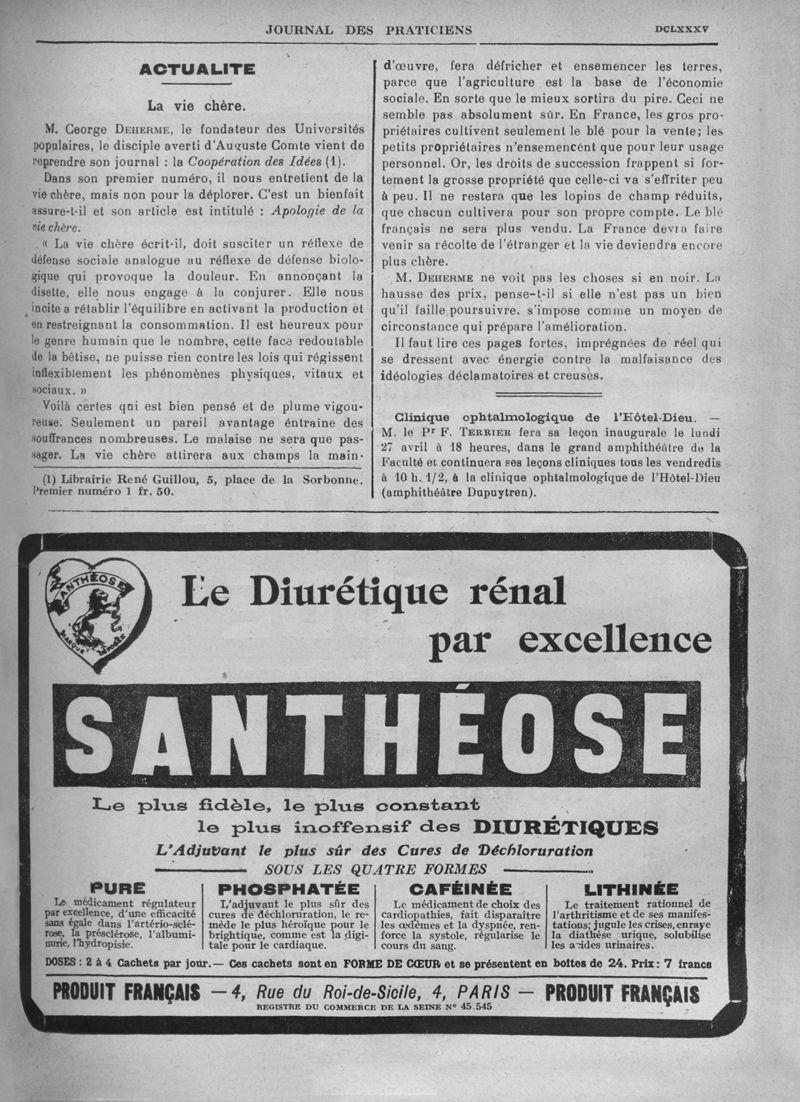 JOURNAL DES PRATICIENS
DCLXXXV
ACTUALITE
La vie chère.
M. George DEHERME, le fondateur des Universités
populaires, le disciple averti d'Auguste Comte vient de
reprendre son journal : la Coopération des Idées (1).
Dans son premier numéro, il nous entretient de la
vie chère, mais non pour la déplorer. C'est un bienfait
assure-t-il et son article est intitulé : Apologie de la
vie chère.
« La vie chère écrit-il, doit susciter un réflexe de
défense sociale analogue au réflexe de défense biolo-
gique qui provoque la douleur. En annonçant la
disette, elle nous engage à la conjurer. Elle nous
incite a rétablir l'équilibre en activant la production et
en restreignant la consommation. Il est heureux pour
le genre humain que le nombre, cette face redoutable
de la bêtise, ne puisse rien contre les lois qui régissent
inflexiblement les phénomènes physiques, vitaux et
sociaux. »
Voilà certes qui est bien pensé et de plume vigou-
reuse. Seulement un pareil avantage éntraine des
souffrances nombreuses. Le malaise ne sera que pas-
sager. La vie chère attirera aux champs la main-
(1) Librairie René Guillou, 5, place de la Sorbonne.
Premier numéro 1 fr. 50.
d'œuvre, fera défricher et ensemencer les terres,
parce que l'agriculture est la base de l'économie
sociale. En sorte que le mieux sortira du pire. Ceci ne
semble pas absolument sûr. En France, les gros pro-
priétaires cultivent seulement le blé pour la vente; les
petits propriétaires n'ensemencent que pour leur usage
personnel. Or, les droits de succession frappent si for-
tement la grosse propriété que celle-ci va s'effriter peu
à peu. Il ne restera que les lopins de champ réduits,
que chacun cultivera pour son propre compte. Le blé
français ne sera plus vendu. La France devra faire
venir sa récolte de l'étranger et la vie deviendra encore
plus chère.
M. DEHERME ne voit pas les choses si en noir. La
hausse des prix, pense-t-il si elle n'est pas un bien
qu'il faille poursuivre. s'impose comme un moyen de
circonstance qui prépare l'amélioration.
Il faut lire ces pages fortes, imprégnées de réel qui
se dressent avec énergie contre la malfaisance des
idéologies déclamatoires et creuses.
Clinique ophtalmologique de l'Hôtel-Dieu. —
M. le Pr F. TERRIER fera sa leçon inaugurale le lundi
27 avril à 18 heures, dans le grand amphithéâtre de la
Faculté et continuera ses leçons cliniques tous les vendredis
à 10 h. 1/2, à la clinique ophtalmologique de l'Hôtel-Dieu
(amphithéâtre Dupuytren).
SANTHÉOSE
MARQUE DÉPOSÉE
Le Diurétique rénal
par excellence
SANTHÉOSE
Le plus fidèle, le plus constant
le plus inoffensif des DIURÉTIQUES
L'Adjuvant le plus sûr des Cures de Déchloruration
SOUS LES QUATRE FORMES
PURE
Le médicament régulateur
par excellence, d'une efficacité
sans égale dans l'artério-sclé-
rose, la présclérose, l'albumi-
nurie, l'hydropisie.
PHOSPHATÉE
L'adjuvant le plus sûr des
cures de déchloruration, le re-
mède le plus héroïque pour le
brightique, comme est la digi-
tale pour le cardiaque.
CAFÉINÉE
Le médicament de choix des
cardiopathies, fait disparaître
les œdèmes et la dyspnée, ren-
force la systole, régularise le
cours du sang.
LITHINÉE
Le traitement rationnel de
l'arthritisme et de ses manifes-
tations; jugule les crises, enraye
la diathèse urique, solubilise
les acides urinaires.
DOSES : 2 à 4 Cachets par jour. — Ces cachets sont en FORME DE CŒUR et se présentent en boîtes de 24. Prix : 7 francs
PRODUIT FRANÇAIS — 4, Rue du Roi-de-Sicile, 4, PARIS — PRODUIT FRANÇAIS
REGISTRE DU COMMERCE DE LA SEINE N° 45.545